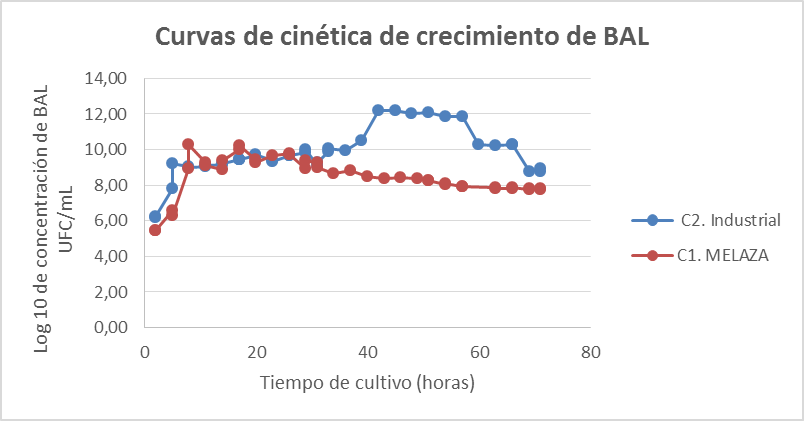 Curvas de cinética de crecimiento de BAL
Log 10 de concentración de BAL
UFC/mL
14,00
12,00
10,00
8,00
6,00
4,00
2,00
0,00
0
20
40
60
80
Tiempo de cultivo (horas)
C2. Industrial
C1. MELAZA